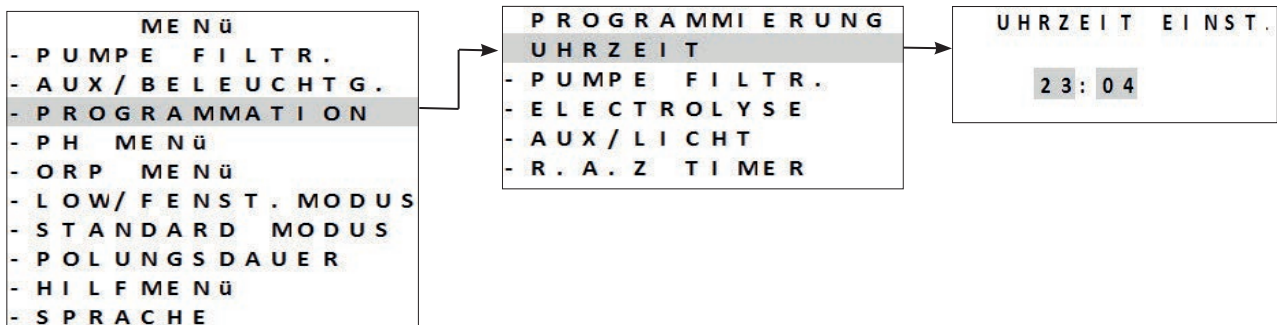 MENü
- PUMPE FILTR.
- AUX/BELEUCHTG.
- PROGRAMMATION
- PH MENü
- ORP MENü
- LOW/FENST. MODUS
- STANDARD MODUS
- POLUNGSDAUER
- HILFMENü
- SPRACHE
PROGRAMMIERUNG
UHRZEIT
- PUMPE FILTR.
- ELECTROLYSE
- AUX/LICHT
- R.A.Z TIMER
UHRZEIT EINST.
23:04